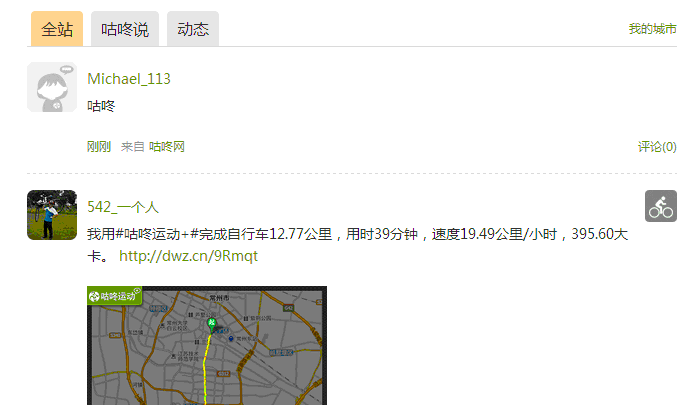 全站 咕咚说 动态 我的城市
Michael_113
咕咚
刚刚 来自 咕咚网 评论(0)
542_一个人
我用#咕咚运动+#完成自行车12.77公里，用时39分钟，速度19.49公里/小时，395.60大
卡。 http://dwz.cn/9Rmqt
咕咚运动
常州市